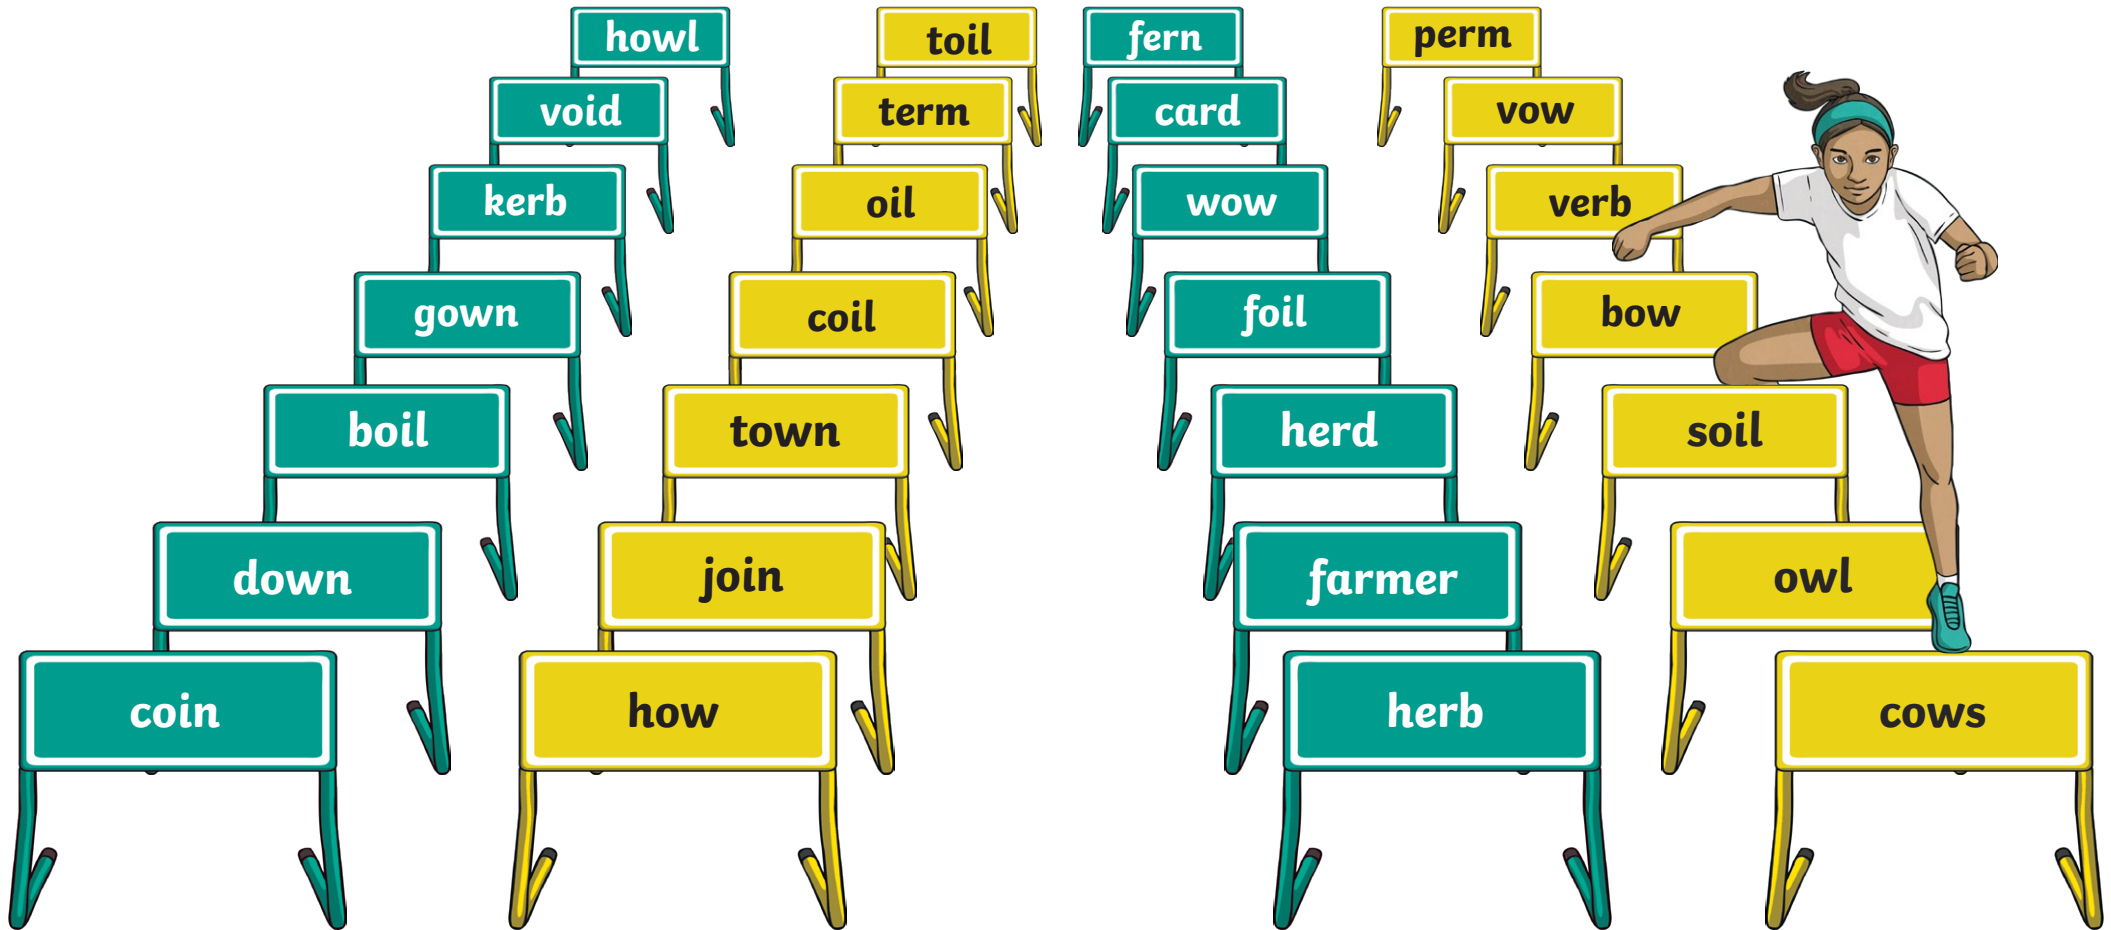 howl toil fern perm
void term card vow
kerb oil wow verb
gown coil foil bow
boil town herd soil
down join farmer owl
coin how herb cows